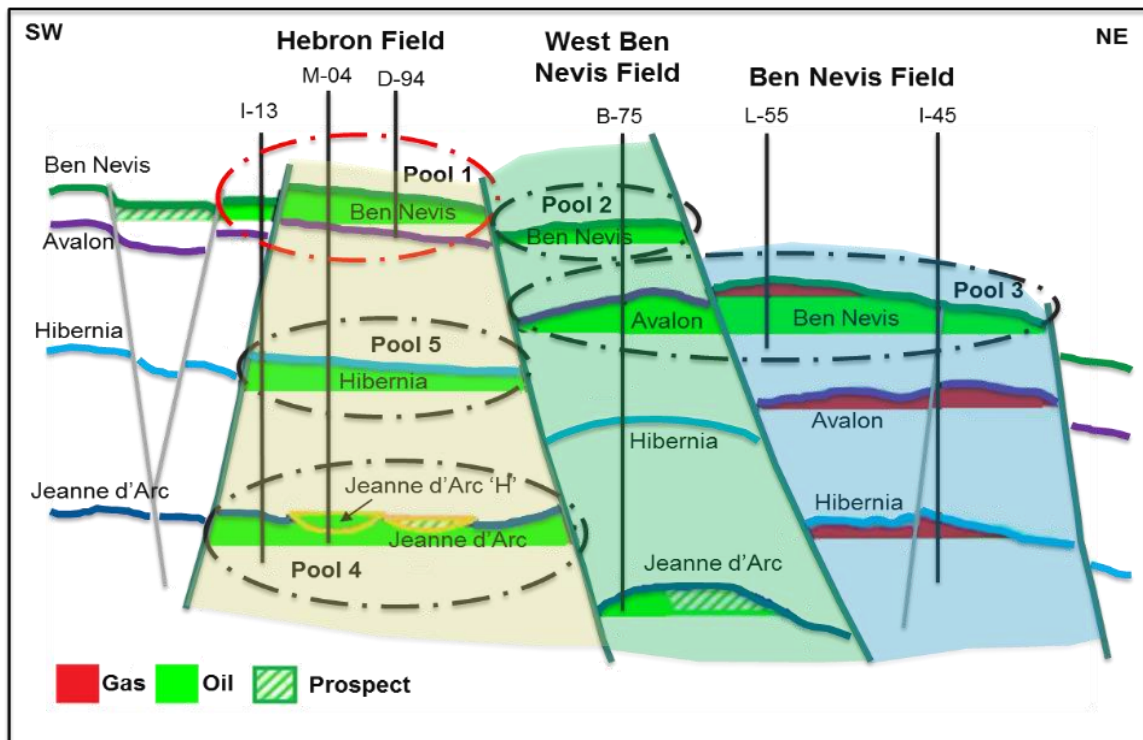 SW
NE
Hebron Field
West Ben
Nevis Field
Ben Nevis Field
M-04
D-94
I-13
B-75
L-55
I-45
Ben Nevis
Pool 1
Ben Nevis
Pool 2
Ben Nevis
Avalon
Pool 3
Avalon
Ben Nevis
Hibernia
Pool 5
Hibernia
Avalon
Hibernia
Jeanne d'Arc
Jeanne d'Arc 'H'
Jeanne d'Arc
Hibernia
Pool 4
Jeanne d'Arc
Gas
Oil
Prospect